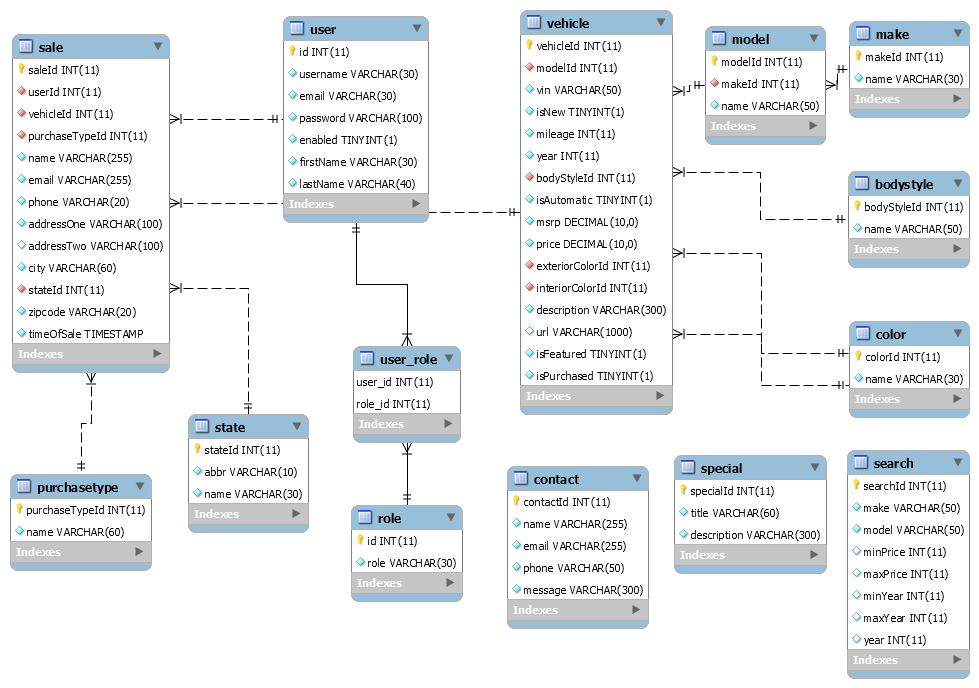 sale
saleId INT(11)
userId INT(11)
vehicleId INT(11)
purchaseTypeId INT(11)
name VARCHAR(255)
email VARCHAR(255)
phone VARCHAR(20)
addressOne VARCHAR(100)
addressTwo VARCHAR(100)
city VARCHAR(60)
stateId INT(11)
zipcode VARCHAR(20)
timeOfSale TIMESTAMP
Indexes
user
id INT(11)
username VARCHAR(30)
email VARCHAR(30)
password VARCHAR(100)
enabled TINYINT(1)
firstName VARCHAR(30)
lastName VARCHAR(40)
Indexes
vehicle
vehicleId INT(11)
modelId INT(11)
vin VARCHAR(50)
isNew TINYINT(1)
mileage INT(11)
year INT(11)
bodyStyleId INT(11)
isAutomatic TINYINT(1)
msrp DECIMAL(10,0)
price DECIMAL(10,0)
exteriorColorId INT(11)
interiorColorId INT(11)
description VARCHAR(300)
url VARCHAR(1000)
isFeatured TINYINT(1)
isPurchased TINYINT(1)
Indexes
model
modelId INT(11)
makeId INT(11)
name VARCHAR(50)
Indexes
make
makeId INT(11)
name VARCHAR(30)
Indexes
bodystyle
bodyStyleId INT(11)
name VARCHAR(50)
Indexes
color
colorId INT(11)
name VARCHAR(30)
Indexes
user_role
user_id INT(11)
role_id INT(11)
Indexes
state
stateId INT(11)
abbr VARCHAR(10)
name VARCHAR(30)
Indexes
purchasetype
purchaseTypeId INT(11)
name VARCHAR(60)
Indexes
role
id INT(11)
role VARCHAR(30)
Indexes
contact
contactId INT(11)
name VARCHAR(255)
email VARCHAR(255)
phone VARCHAR(50)
message VARCHAR(300)
Indexes
special
specialId INT(11)
title VARCHAR(60)
description VARCHAR(300)
Indexes
search
searchId INT(11)
make VARCHAR(50)
model VARCHAR(50)
minPrice INT(11)
maxPrice INT(11)
minYear INT(11)
maxYear INT(11)
year INT(11)
Indexes